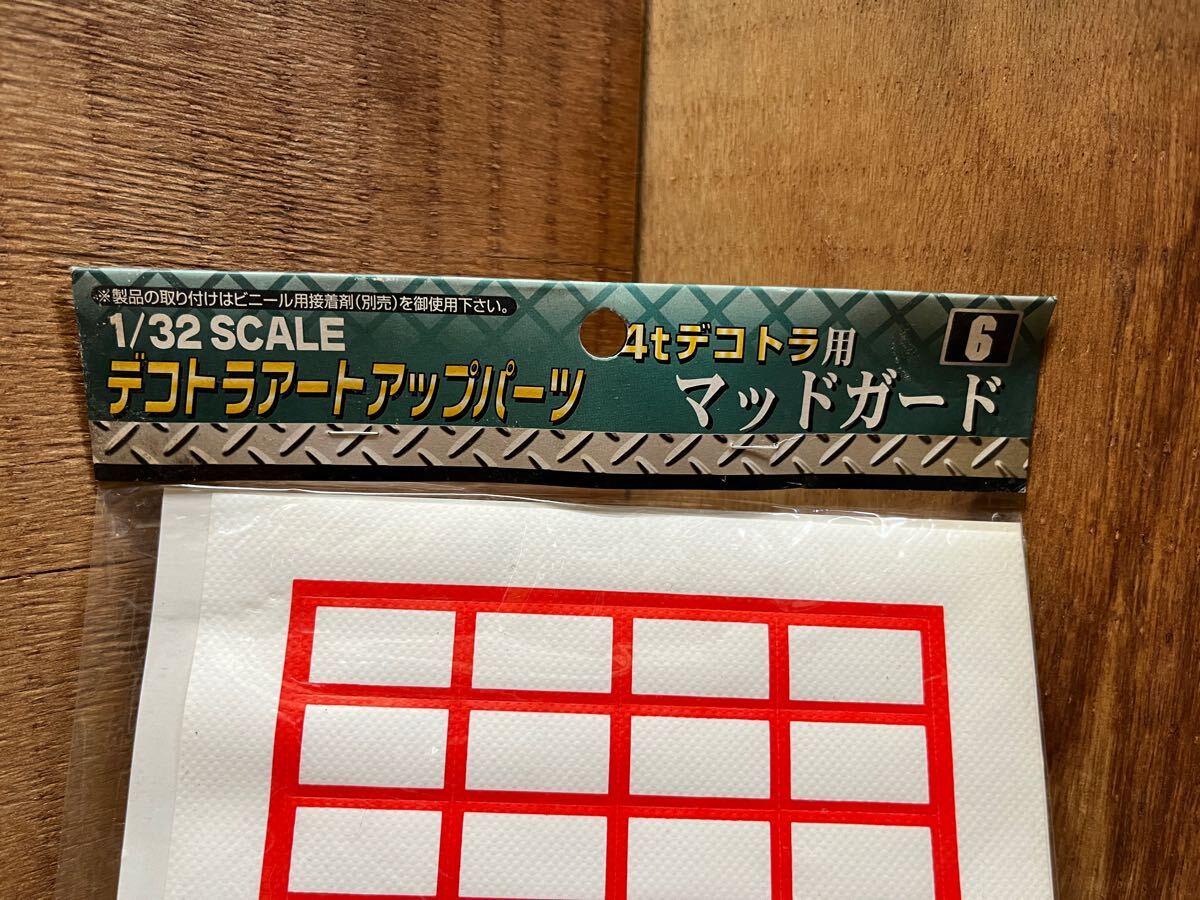 ※製品の取り付けはビニール用接着剤(別売)を御使用下さい。
1/32 SCALE
デコトラアートアップパーツ
4tデコトラ用
マッドガード
6